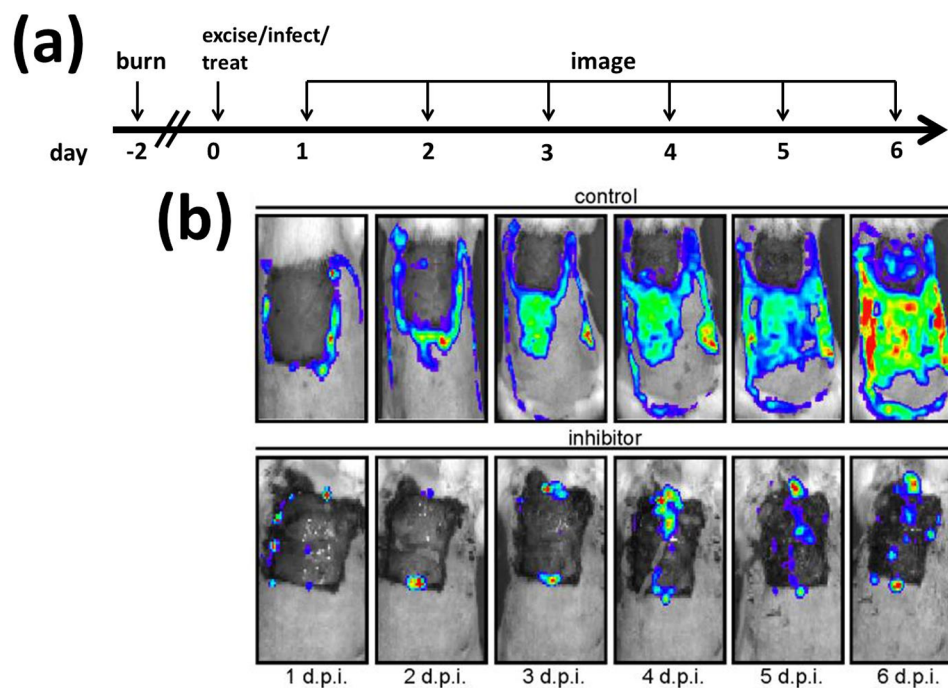 (a)
burn
excise/infect/
treat
image
day -2 0 1 2 3 4 5 6
(b)
control
inhibitor
1 d.p.i. 2 d.p.i. 3 d.p.i. 4 d.p.i. 5 d.p.i. 6 d.p.i.